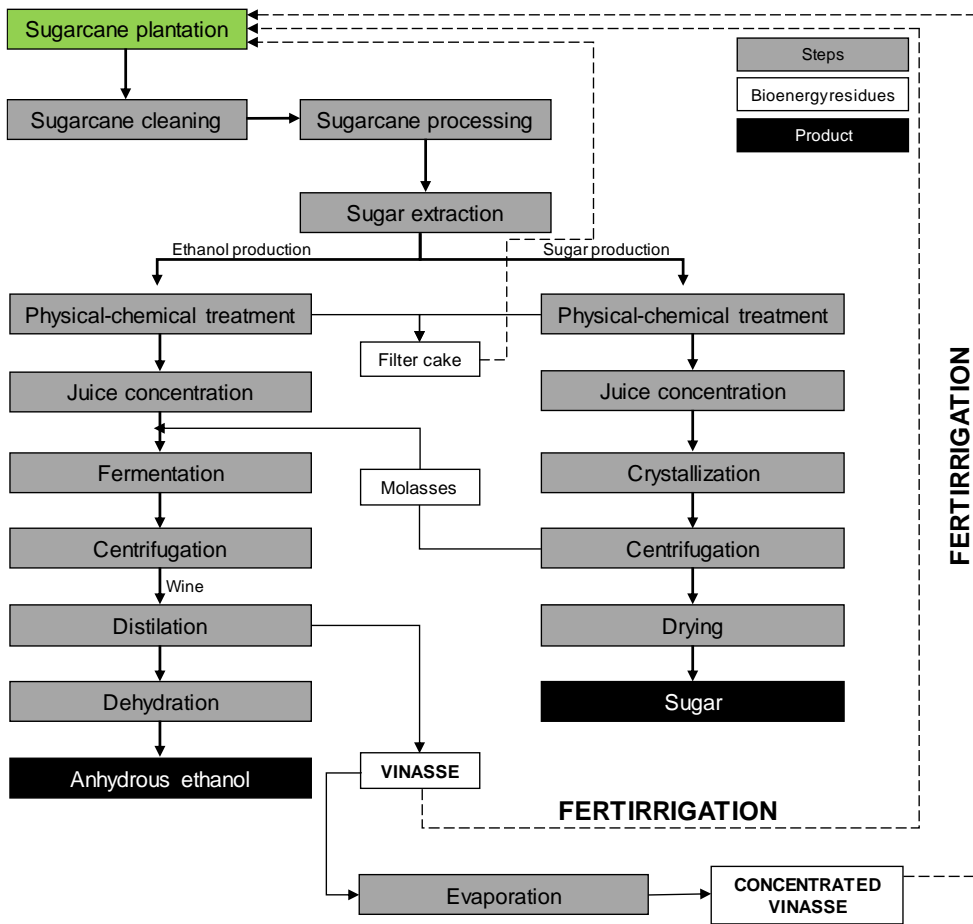 Sugarcane plantation
Steps
Bioenergyresidues
Product
Sugarcane cleaning
Sugarcane processing
Sugar extraction
Ethanol production
Sugar production
Physical-chemical treatment
Physical-chemical treatment
Filter cake
Juice concentration
Juice concentration
Fermentation
Molasses
Crystallization
Centrifugation
Centrifugation
Wine
Distilation
Drying
Dehydration
Sugar
Anhydrous ethanol
VINASSE
FERTIRRIGATION
FERTIRRIGATION
Evaporation
CONCENTRATED
VINASSE